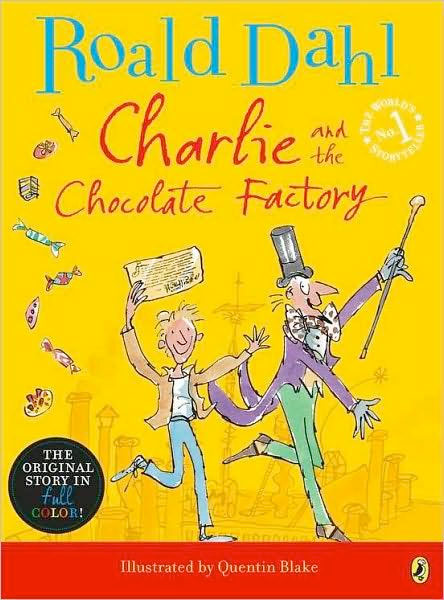 Roald Dahl
Charlie and the
Chocolate Factory
THE WORLD'S
No 1
STORYTELLER
THE
ORIGINAL
STORY IN
full
COLOR!
Illustrated by Quentin Blake